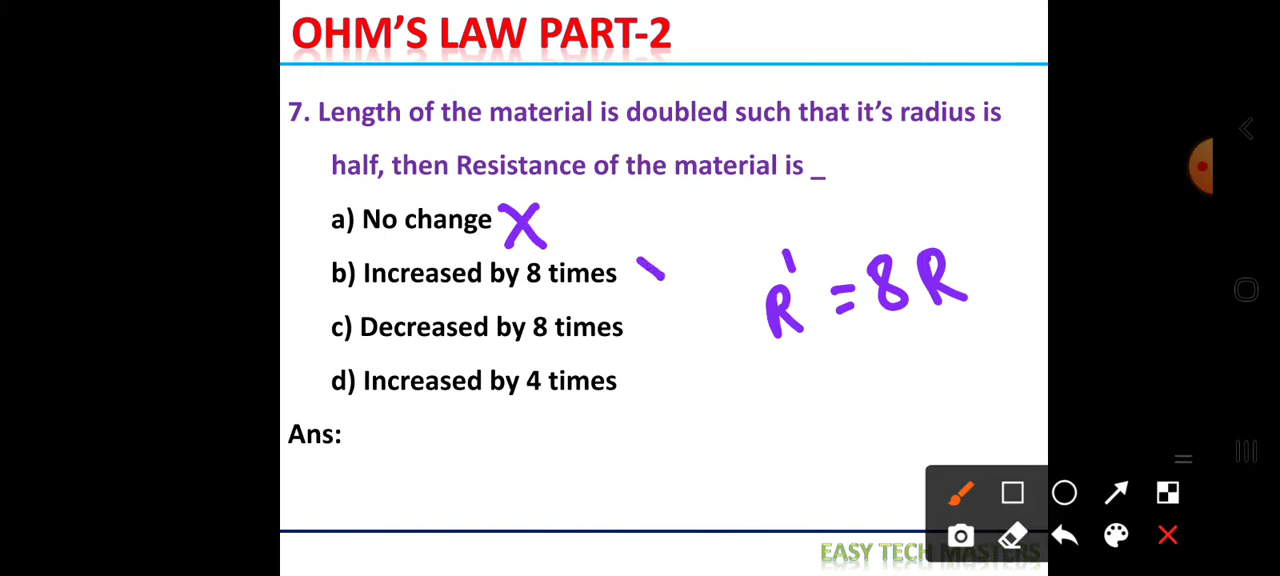 OHM'S LAW PART-2
7. Length of the material is doubled such that it's radius is
half, then Resistance of the material is _
a) No change X
b) Increased by 8 times
R' = 8R
c) Decreased by 8 times
d) Increased by 4 times
Ans:
EASY TECH MASTERS